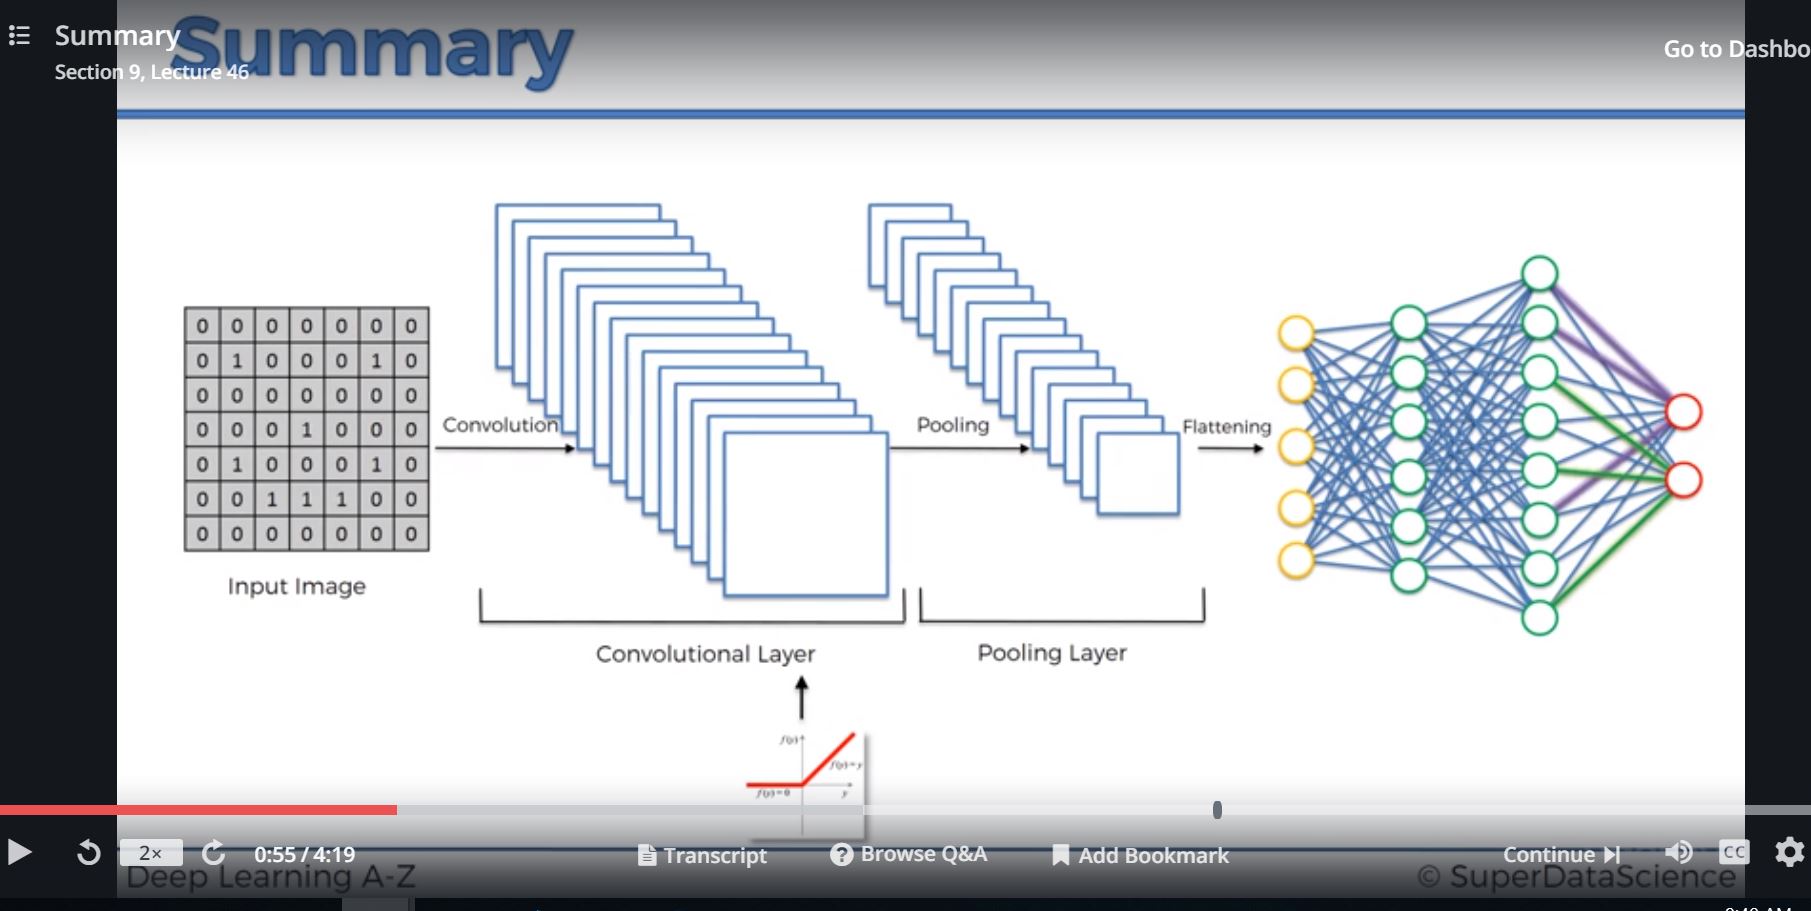 Summary
Summary
Section 9, Lecture 46
Go to Dashbo
0 0 0 0 0 0 0
0 1 0 0 0 1 0
0 0 0 0 0 0 0
0 0 0 1 0 0 0
0 1 0 0 0 1 0
0 0 1 1 1 0 0
0 0 0 0 0 0 0
Input Image
Convolution
Pooling
Flattening
Convolutional Layer
Pooling Layer
f(y)
f(y)=y
f(y)=0
y
2×
0:55 / 4:19
Transcript
Browse Q&A
Add Bookmark
Continue
CC
Deep Learning A-Z
© SuperDataScience